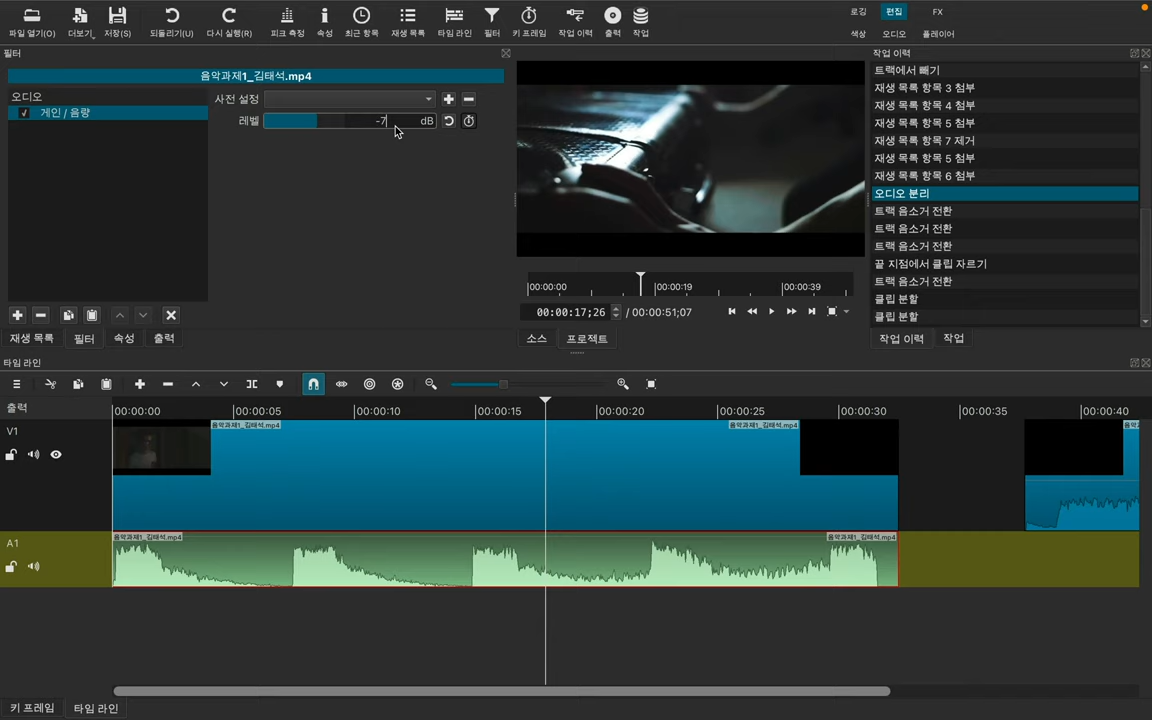 파일 열기(O)
더보기
저장(S)
되돌리기(U)
다시 실행(R)
피크 측정
속성
최근 항목
재생 목록
타임 라인
필터
키 프레임
작업 이력
출력
작업
로깅
편집
FX
색상
오디오
플레이어
필터
음악과제1_김태석.mp4
오디오
게인 / 음량
사전 설정
레벨
-7
dB
재생 목록
필터
속성
출력
00:00:00
00:00:19
00:00:39
00:00:17;26
/ 00:00:51;07
소스
프로젝트
작업 이력
트랙에서 빼기
재생 목록 항목 3 첨부
재생 목록 항목 4 첨부
재생 목록 항목 5 첨부
재생 목록 항목 7 제거
재생 목록 항목 5 첨부
재생 목록 항목 6 첨부
오디오 분리
트랙 음소거 전환
트랙 음소거 전환
트랙 음소거 전환
끝 지점에서 클립 자르기
트랙 음소거 전환
클립 분할
클립 분할
작업 이력
작업
타임 라인
출력
00:00:00
00:00:05
00:00:10
00:00:15
00:00:20
00:00:25
00:00:30
00:00:35
00:00:40
V1
음악과제1_김태석.mp4
음악과제1_김태석.mp4
A1
음악과제1_김태석.mp4
음악과제1_김태석.mp4
키 프레임
타임 라인